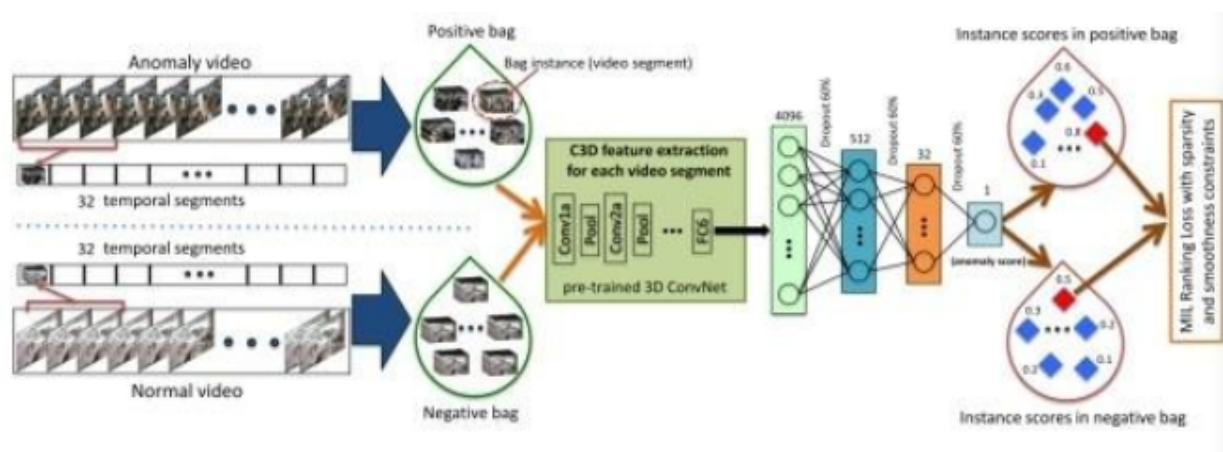 Anomaly video
32 temporal segments
32 temporal segments
Normal video
Positive bag
Bag instance (video segment)
Negative bag
C3D feature extraction
for each video segment
Conv1a
Pool
Conv2a
Pool
FC6
pre-trained 3D ConvNet
4096
Dropout 60%
512
Dropout 60%
32
Dropout 60%
1
(anomaly score)
Instance scores in positive bag
0.6
0.3
0.5
0.8
0.1
0.5
0.3
0.2
0.2
0.1
Instance scores in negative bag
MIL Ranking Loss with sparsity
and smoothness constraints